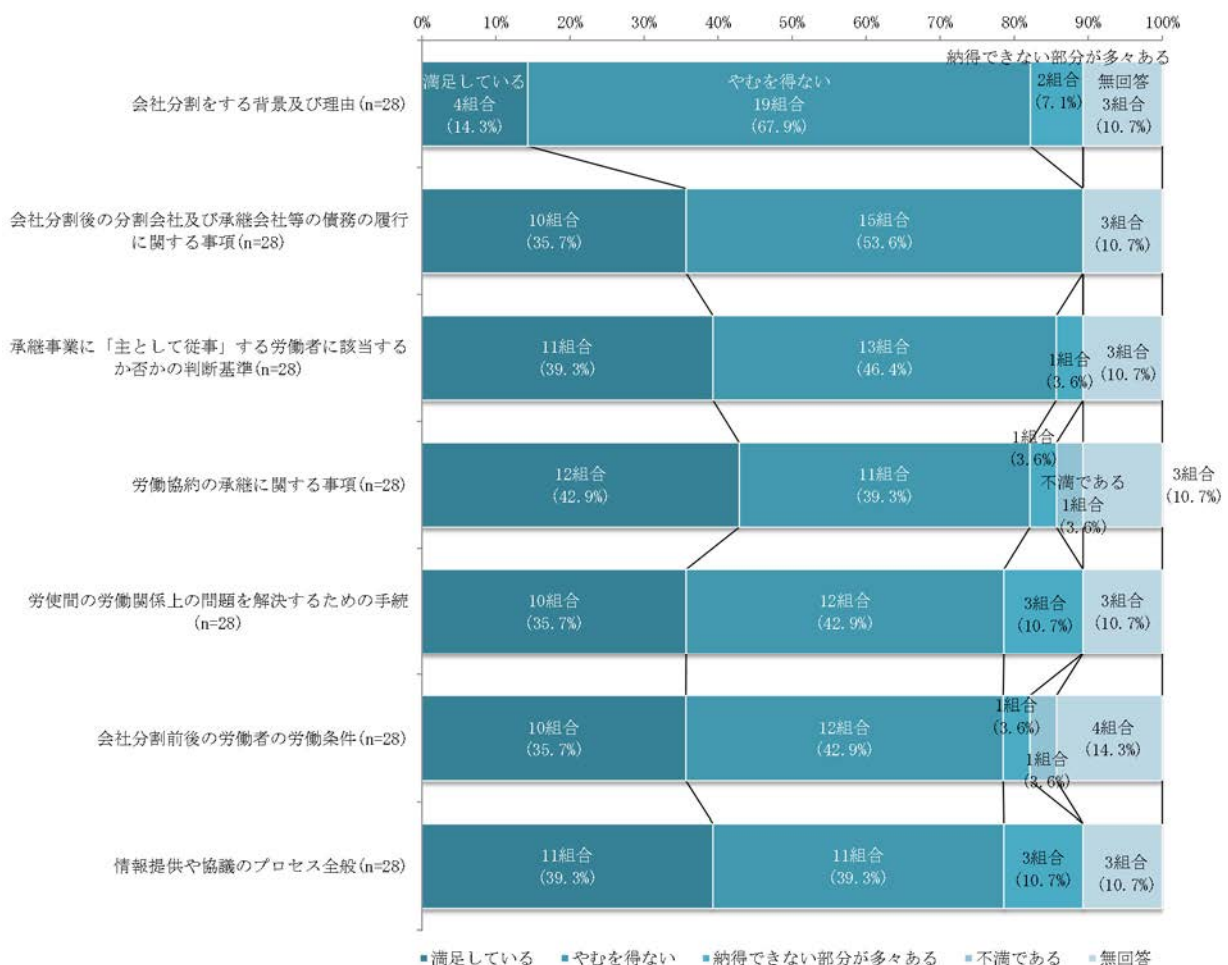 0% 10% 20% 30% 40% 50% 60% 70% 80% 90% 100%
納得できない部分が多々ある
会社分割をする背景及び理由(n=28)
満足している
4組合
(14.3%)
やむを得ない
19組合
(67.9%)
2組合
(7.1%)
無回答
3組合
(10.7%)
会社分割後の分割会社及び承継会社等の債務の履行
に関する事項(n=28)
10組合
(35.7%)
15組合
(53.6%)
3組合
(10.7%)
承継事業に「主として従事」する労働者に該当する
か否かの判断基準(n=28)
11組合
(39.3%)
13組合
(46.4%)
1組合
(3.6%)
3組合
(10.7%)
労働協約の承継に関する事項(n=28)
12組合
(42.9%)
11組合
(39.3%)
1組合
(3.6%)
不満である
1組合
(3.6%)
3組合
(10.7%)
労使間の労働関係上の問題を解決するための手続
(n=28)
10組合
(35.7%)
12組合
(42.9%)
3組合
(10.7%)
3組合
(10.7%)
会社分割前後の労働者の労働条件(n=28)
10組合
(35.7%)
12組合
(42.9%)
1組合
(3.6%)
1組合
(3.6%)
4組合
(14.3%)
情報提供や協議のプロセス全般(n=28)
11組合
(39.3%)
11組合
(39.3%)
3組合
(10.7%)
3組合
(10.7%)
■満足している ■やむを得ない ■納得できない部分が多々ある ■不満である ■無回答